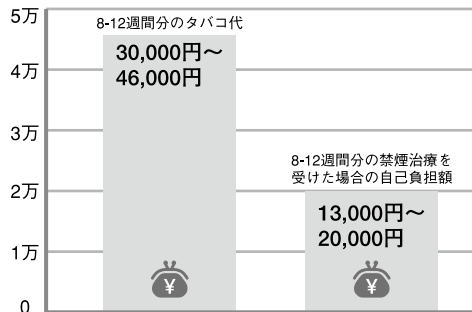 5万
8-12週間分のタバコ代
30,000円～
46,000円
4万
3万
8-12週間分の禁煙治療を
受けた場合の自己負担額
2万
13,000円～
20,000円
1万
¥
¥
0